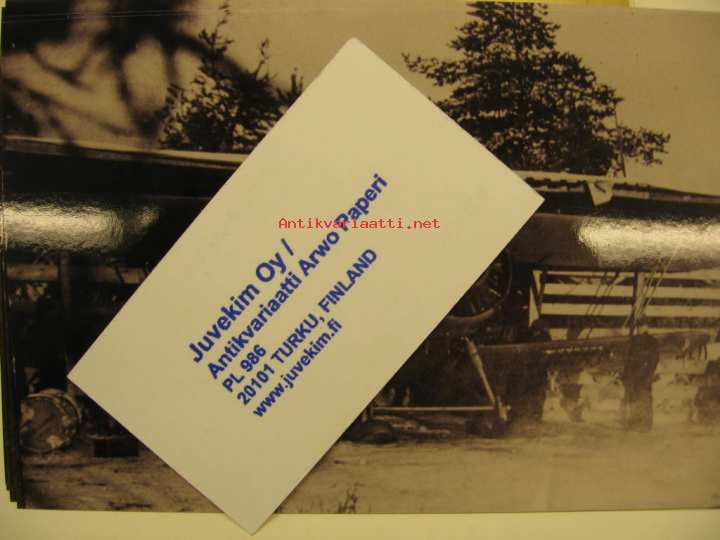 Juvekim Oy /
Antikvariaatti Arwo Paperi
PL 986
20101 TURKU, FINLAND
www.juvekim.fi
Antikvariaatti.net